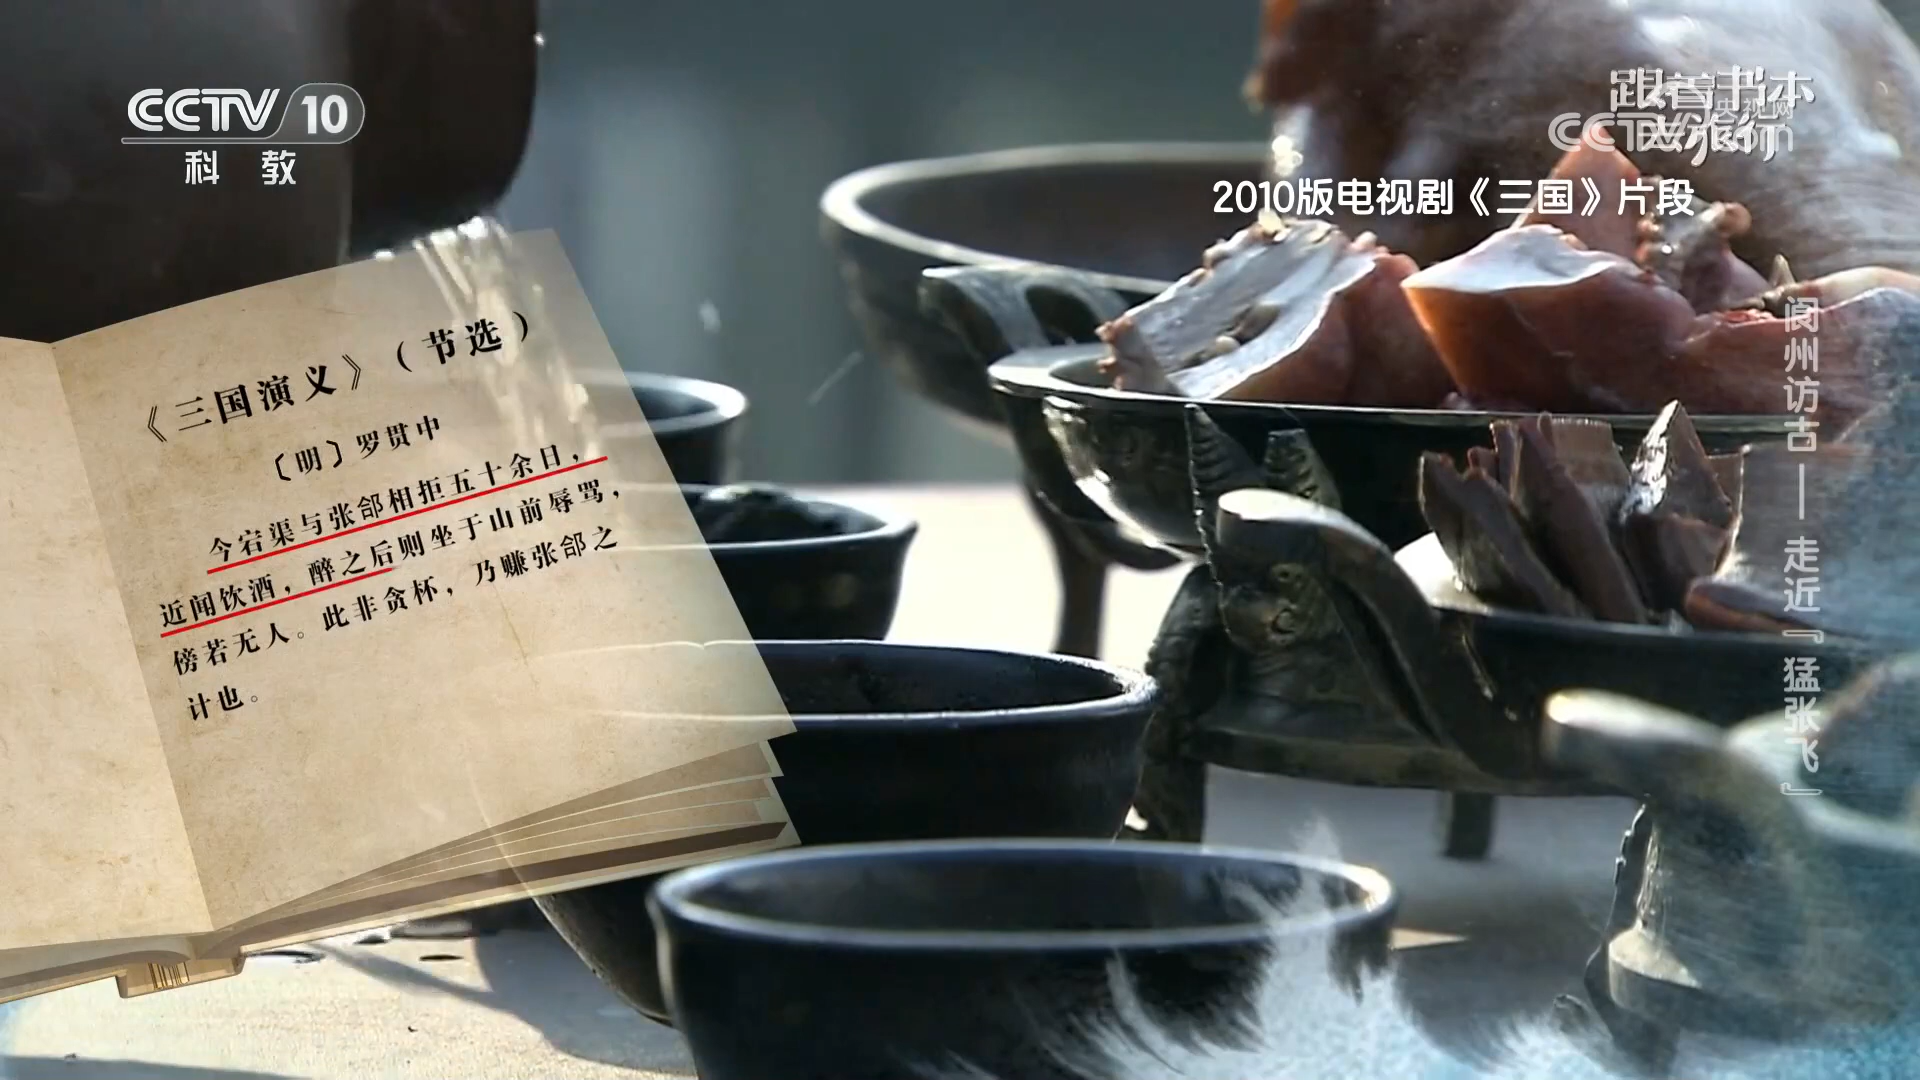 CCTV 10
科 教
跟着书本
去旅行
央视网
2010版电视剧《三国》片段
《三国演义》（节选）
〔明〕罗贯中
今宕渠与张郃相拒五十余日，
近闻饮酒，醉之后则坐于山前辱骂，
傍若无人。此非贪杯，乃赚张郃之
计也。
阆州访古——走近『猛张飞』